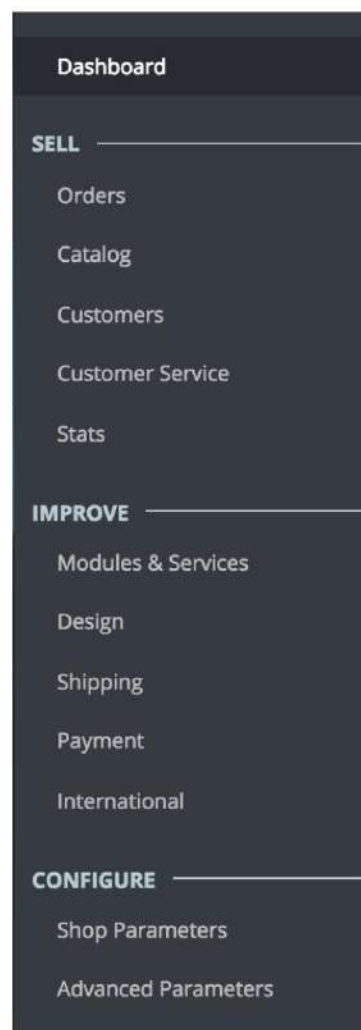 Dashboard
SELL
Orders
Catalog
Customers
Customer Service
Stats
IMPROVE
Modules & Services
Design
Shipping
Payment
International
CONFIGURE
Shop Parameters
Advanced Parameters